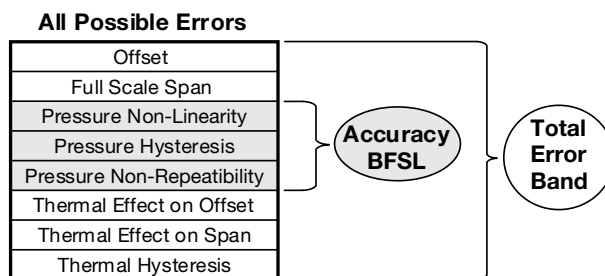 All Possible Errors
Offset
Full Scale Span
Pressure Non-Linearity
Pressure Hysteresis
Pressure Non-Repeatibility
Thermal Effect on Offset
Thermal Effect on Span
Thermal Hysteresis
Accuracy
BFSL
Total
Error
Band